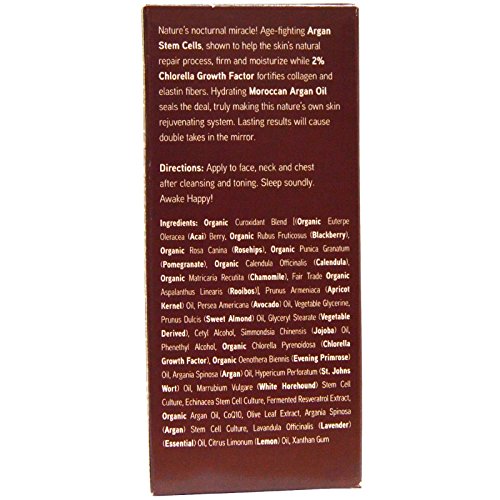 Nature's nocturnal miracle! Age-fighting Argan
Stem Cells, shown to help the skin's natural
repair process, firm and moisturize while 2%
Chlorella Growth Factor fortifies collagen and
elastin fibers. Hydrating Moroccan Argan Oil
seals the deal, truly making this nature's own skin
rejuvenating system. Lasting results will cause
double takes in the mirror.
Directions: Apply to face, neck and chest
after cleansing and toning. Sleep soundly.
Awake Happy!
Ingredients: Organic Curoxidant Blend [(Organic Euterpe
Oleracea (Acai) Berry, Organic Rubus Fruticosus (Blackberry),
Organic Rosa Canina (Rosehips), Organic Punica Granatum
(Pomegranate), Organic Calendula Officinalis (Calendula),
Organic Matricaria Recutita (Chamomile), Fair Trade Organic
Aspalanthus Linearis (Rooibos)], Prunus Armeniaca (Apricot
Kernel) Oil, Persea Americana (Avocado) Oil, Vegetable Glycerine,
Prunus Dulcis (Sweet Almond) Oil, Glyceryl Stearate (Vegetable
Derived), Cetyl Alcohol, Simmondsia Chinensis (Jojoba) Oil,
Phenethyl Alcohol, Organic Chlorella Pyrenoidosa (Chlorella
Growth Factor), Organic Oenothera Biennis (Evening Primrose)
Oil, Argania Spinosa (Argan) Oil, Hypericum Perforatum (St. Johns
Wort) Oil, Marrubium Vulgare (White Horehound) Stem Cell
Culture, Echinacea Stem Cell Culture, Fermented Resveratrol Extract,
Organic Argan Oil, CoQ10, Olive Leaf Extract, Argania Spinosa
(Argan) Stem Cell Culture, Lavandula Officinalis (Lavender)
(Essential) Oil, Citrus Limonum (Lemon) Oil, Xanthan Gum